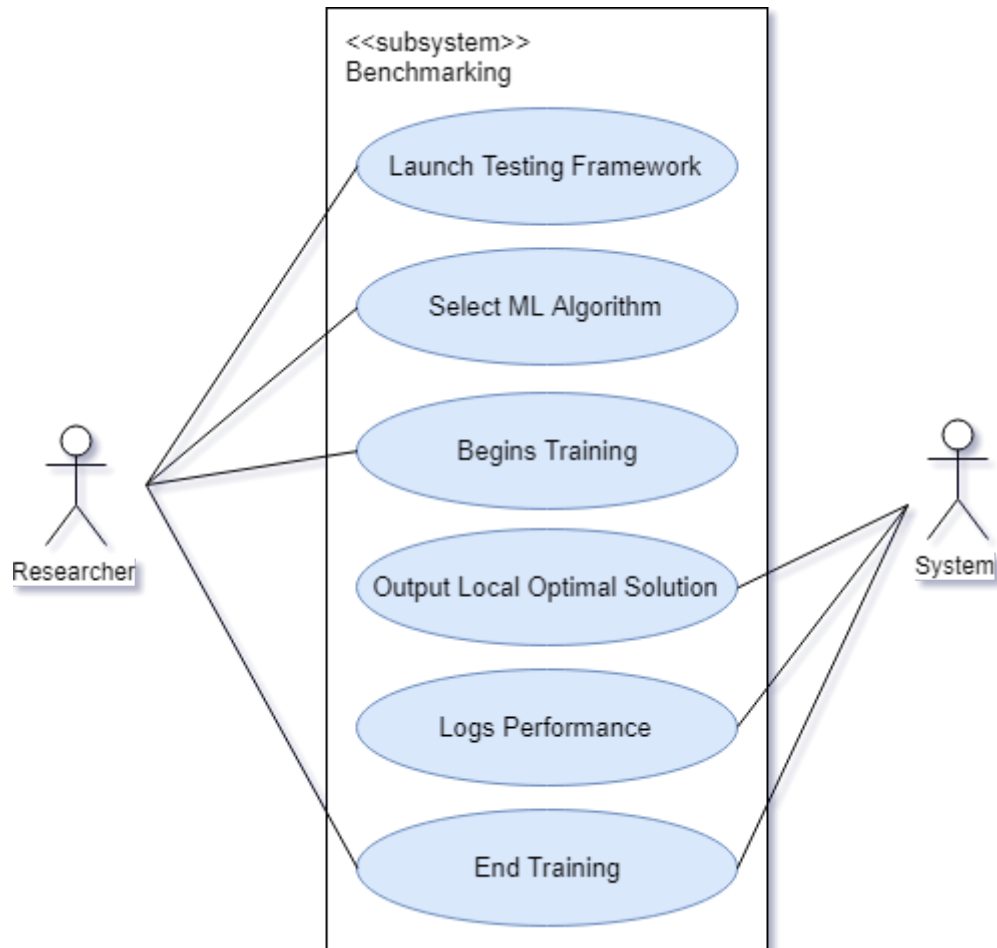 <<subsystem>>
Benchmarking
Launch Testing Framework
Select ML Algorithm
Begins Training
Researcher
System
Output Local Optimal Solution
Logs Performance
End Training